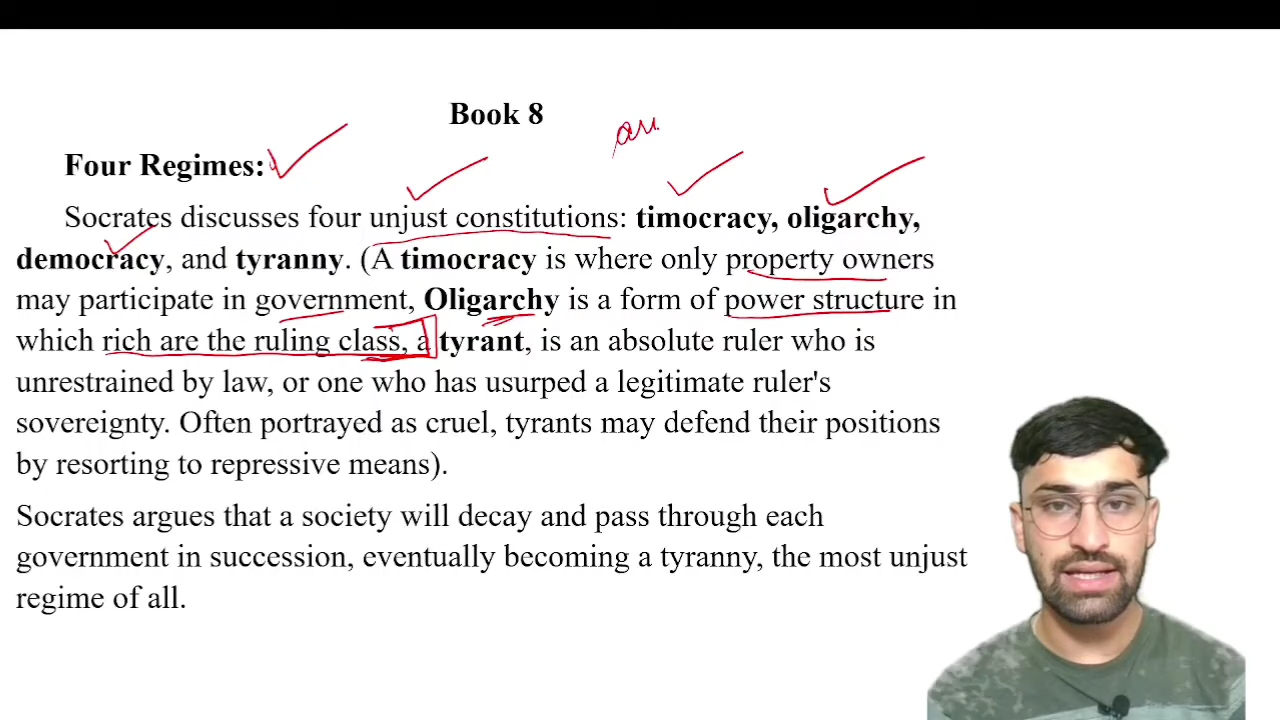 Book 8
Four Regimes:
Socrates discusses four unjust constitutions: timocracy, oligarchy,
democracy, and tyranny. (A timocracy is where only property owners
may participate in government, Oligarchy is a form of power structure in
which rich are the ruling class, a tyrant, is an absolute ruler who is
unrestrained by law, or one who has usurped a legitimate ruler's
sovereignty. Often portrayed as cruel, tyrants may defend their positions
by resorting to repressive means).
Socrates argues that a society will decay and pass through each
government in succession, eventually becoming a tyranny, the most unjust
regime of all.